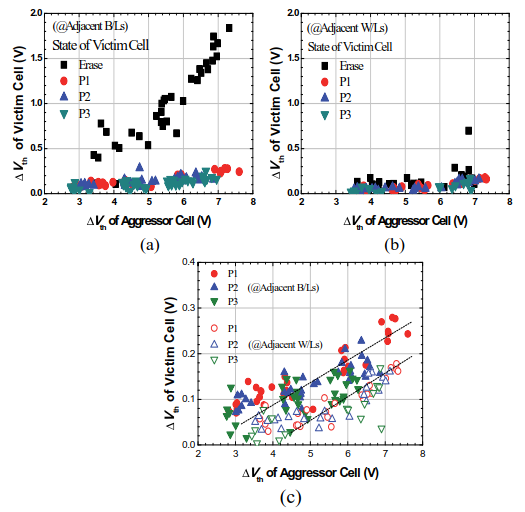 2.0
1.5
1.0
0.5
0.0
2 3 4 5 6 7 8
Δ Vth of Victim Cell (V)
(@Adjacent B/Ls)
State of Victim Cell
Erase
P1
P2
P3
ΔVth of Aggressor Cell (V)
(a)
2.0
1.5
1.0
0.5
0.0
2 3 4 5 6 7 8
Δ Vth of Victim Cell (V)
(@Adjacent W/Ls)
State of Victim Cell
Erase
P1
P2
P3
ΔVth of Aggressor Cell (V)
(b)
0.4
0.3
0.2
0.1
0.0
2 3 4 5 6 7 8
Δ Vth of Victim Cell (V)
P1
P2 (@Adjacent B/Ls)
P3
P1
P2 (@Adjacent W/Ls)
P3
ΔVth of Aggressor Cell (V)
(c)